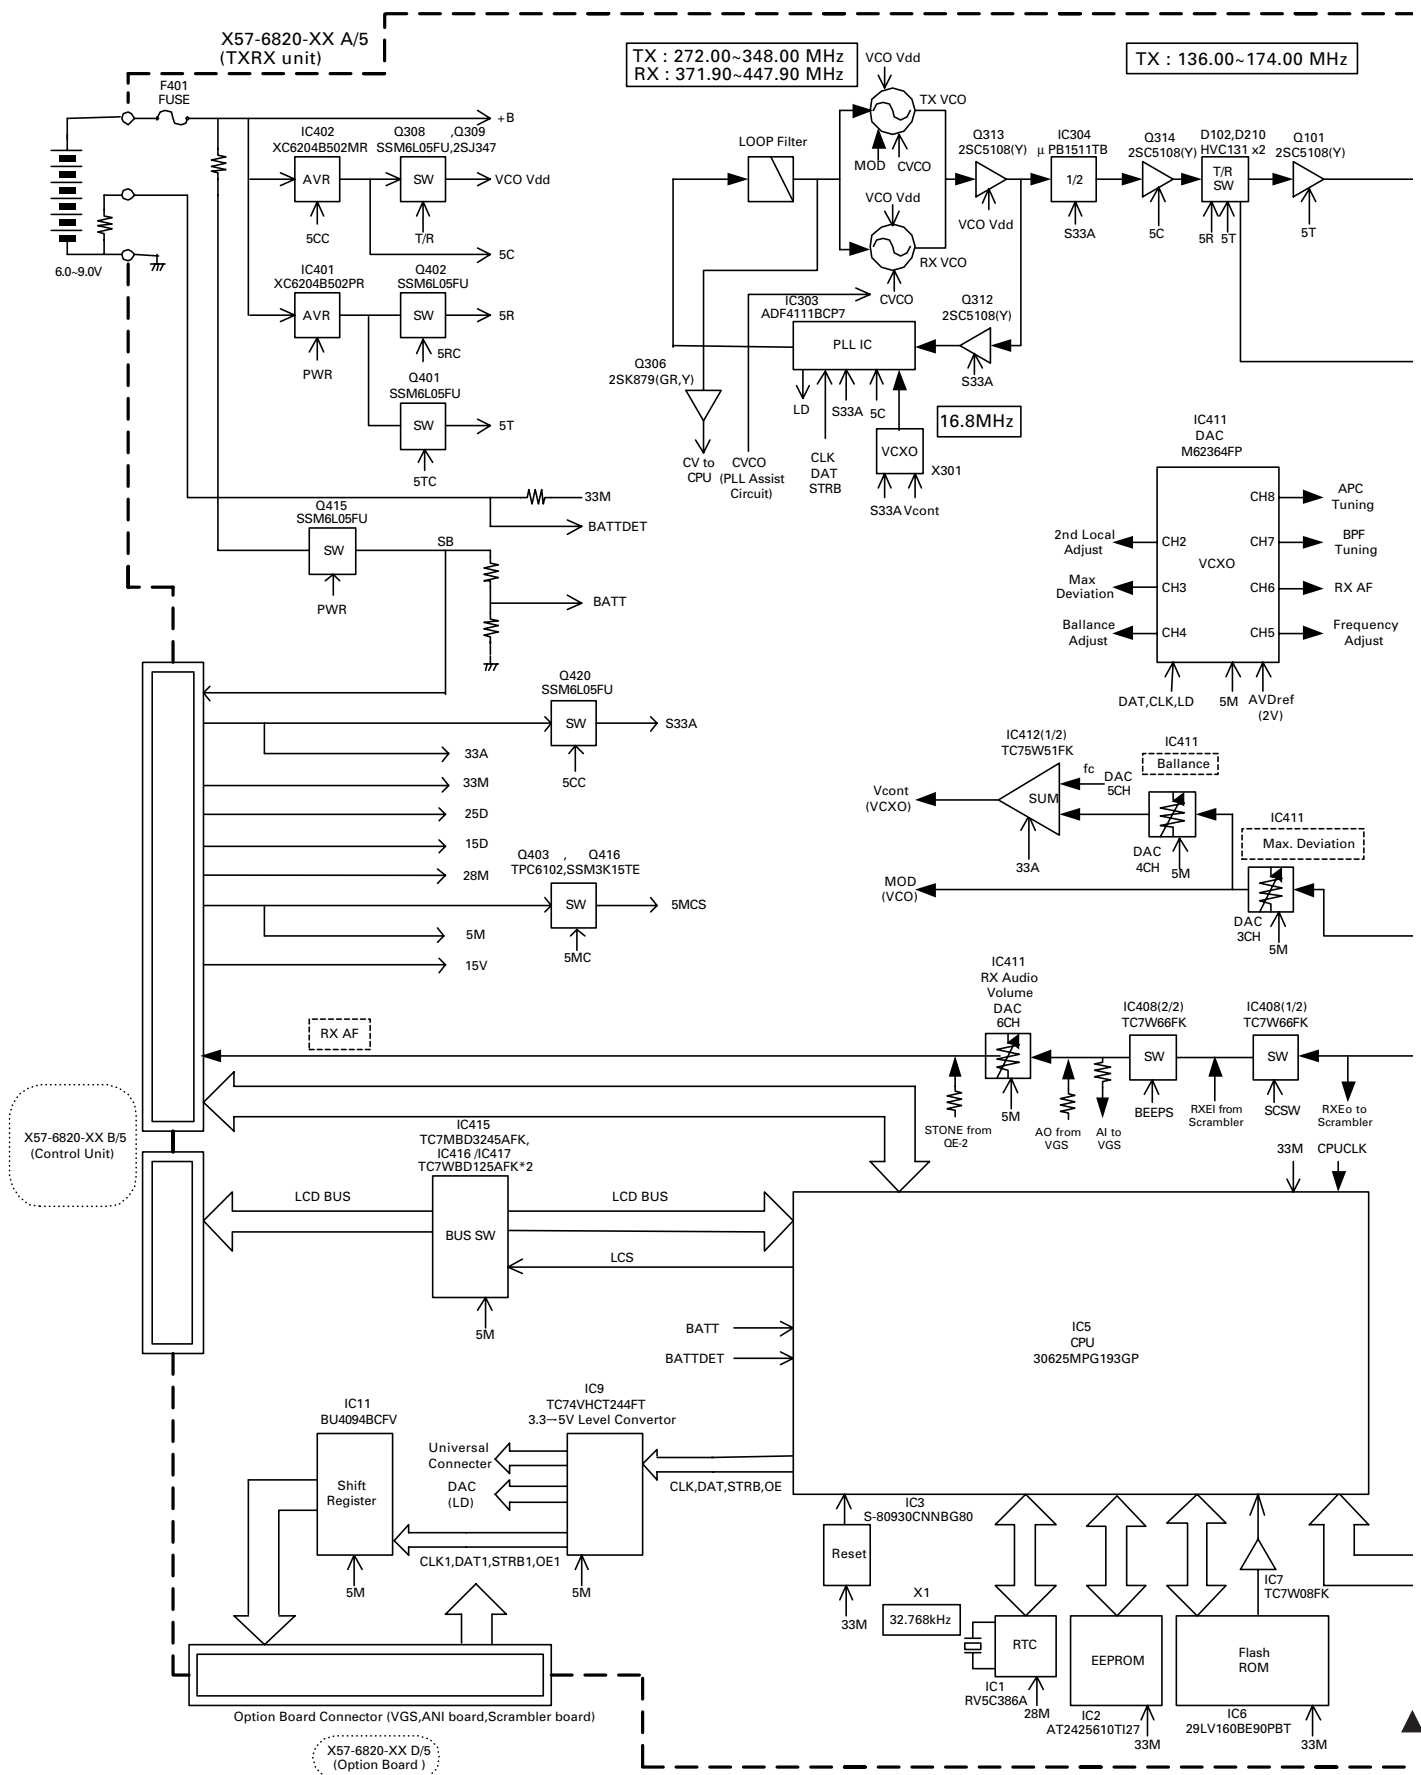 X57-6820-XX A/5
(TXRX unit)
TX : 272.00~348.00 MHz
RX : 371.90~447.90 MHz
TX : 136.00~174.00 MHz
F401
FUSE
+B
6.0~9.0V
IC402
XC6204B502MR
AVR
5CC
Q308 ,Q309
SSM6L05FU,2SJ347
SW
VCO Vdd
T/R
5C
IC401
XC6204B502PR
AVR
PWR
Q402
SSM6L05FU
SW
5R
5RC
Q401
SSM6L05FU
SW
5T
5TC
33M
BATTDET
Q415
SSM6L05FU
SW
SB
PWR
BATT
LOOP Filter
VCO Vdd
TX VCO
MOD
CVCO
VCO Vdd
RX VCO
CVCO
Q313
2SC5108(Y)
VCO Vdd
IC304
μ PB1511TB
1/2
S33A
Q314
2SC5108(Y)
5C
D102,D210
HVC131 x2
T/R
SW
5R 5T
Q101
2SC5108(Y)
5T
IC303
ADF4111BCP7
PLL IC
Q312
2SC5108(Y)
S33A
Q306
2SK879(GR,Y)
CV to
CPU
CVCO
(PLL Assist
Circuit)
LD
CLK
DAT
STRB
S33A
5C
16.8MHz
VCXO
X301
S33A Vcont
IC411
DAC
M62364FP
VCXO
CH8
APC
Tuning
2nd Local
Adjust
CH2
CH7
BPF
Tuning
Max
Deviation
CH3
CH6
RX AF
Ballance
Adjust
CH4
CH5
Frequency
Adjust
DAT,CLK,LD
5M
AVDref
(2V)
Q420
SSM6L05FU
SW
S33A
5CC
33A
33M
25D
15D
28M
Q403 , Q416
TPC6102,SSM3K15TE
SW
5MCS
5MC
5M
15V
IC412(1/2)
TC75W51FK
SUM
fc
DAC
5CH
Vcont
(VCXO)
33A
IC411
Ballance
DAC
4CH
5M
IC411
Max. Deviation
DAC
3CH
5M
MOD
(VCO)
RX AF
IC411
RX Audio
Volume
DAC
6CH
5M
STONE from
QE-2
AO from
VGS
AI to
VGS
IC408(2/2)
TC7W66FK
SW
BEEPS
RXEI from
Scrambler
IC408(1/2)
TC7W66FK
SW
SCSW
RXEo to
Scrambler
X57-6820-XX B/5
(Control Unit)
IC415
TC7MBD3245AFK,
IC416 /IC417
TC7WBD125AFK*2
LCD BUS
BUS SW
LCD BUS
LCS
5M
33M
CPUCLK
BATT
BATTDET
IC5
CPU
30625MPG193GP
IC11
BU4094BCFV
Shift
Register
5M
IC9
TC74VHCT244FT
3.3→5V Level Convertor
Universal
Connecter
DAC
(LD)
CLK1,DAT1,STRB1,OE1
5M
CLK,DAT,STRB,OE
IC3
S-80930CNNBG80
Reset
33M
X1
32.768kHz
RTC
IC1
RV5C386A
28M
EEPROM
IC2
AT2425610TI27
33M
Flash
ROM
IC6
29LV160BE90PBT
33M
IC7
TC7W08FK
Option Board Connector (VGS,ANI board,Scrambler board)
X57-6820-XX D/5
(Option Board )